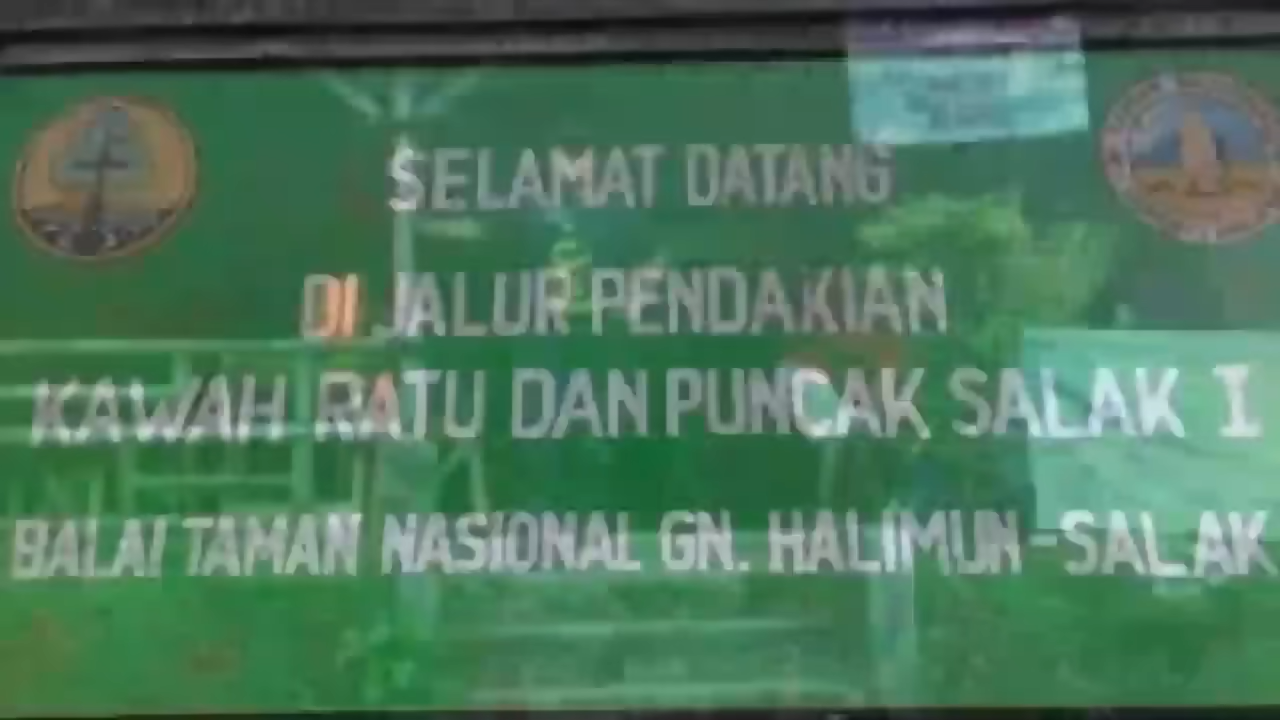 SELAMAT DATANG
DI JALUR PENDAKIAN
KAWAH RATU DAN PUNCAK SALAK I
BALAI TAMAN NASIONAL GN. HALIMUN-SALAK